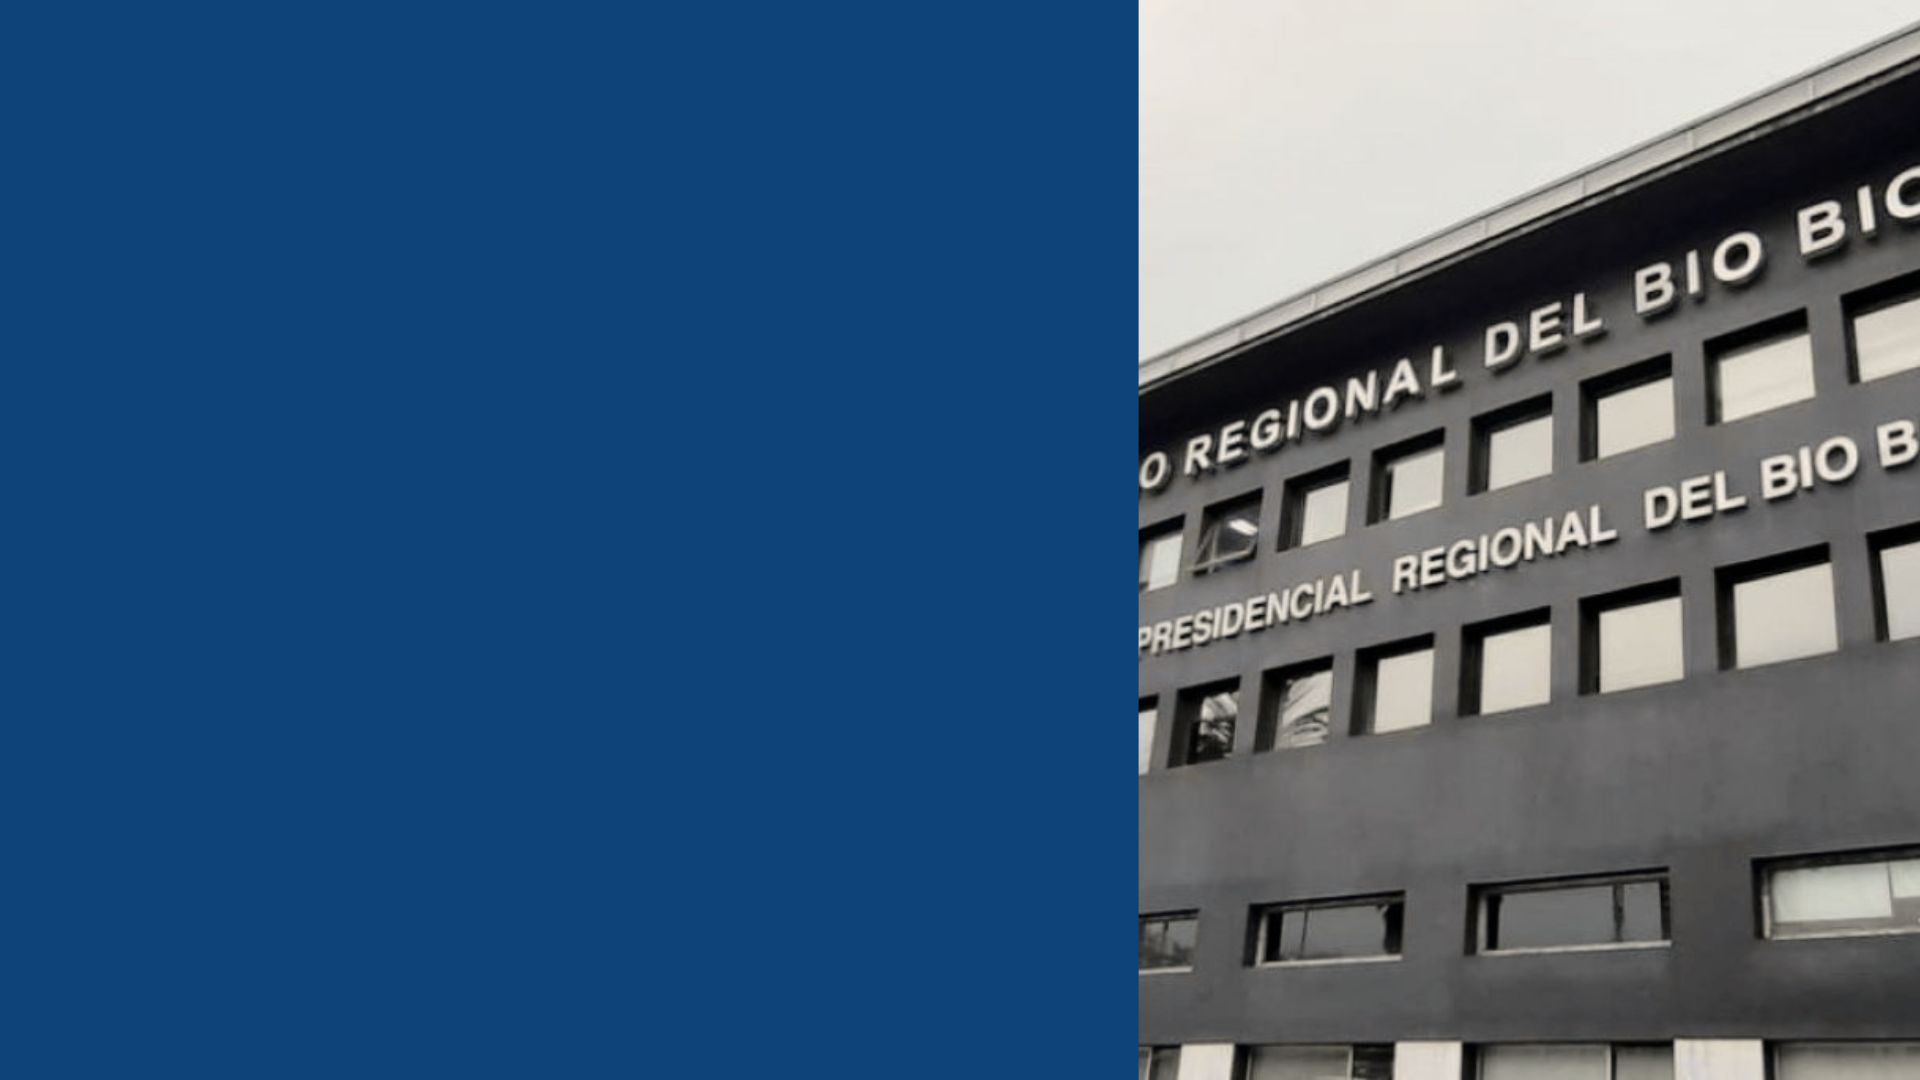 O REGIONAL DEL BIO BIO
PRESIDENCIAL REGIONAL DEL BIO B